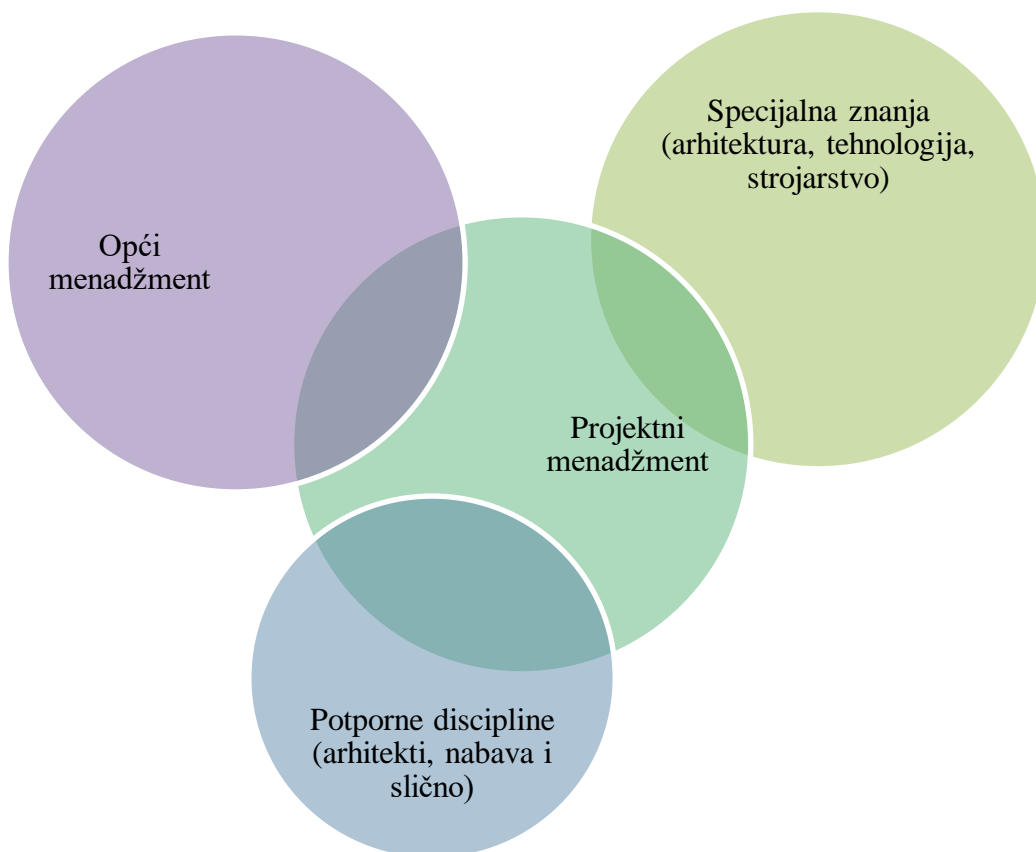 Specijalna znanja
(arhitektura, tehnologija,
strojarstvo)
Opći
menadžment
Projektni
menadžment
Potporne discipline
(arhitekti, nabava i
slično)